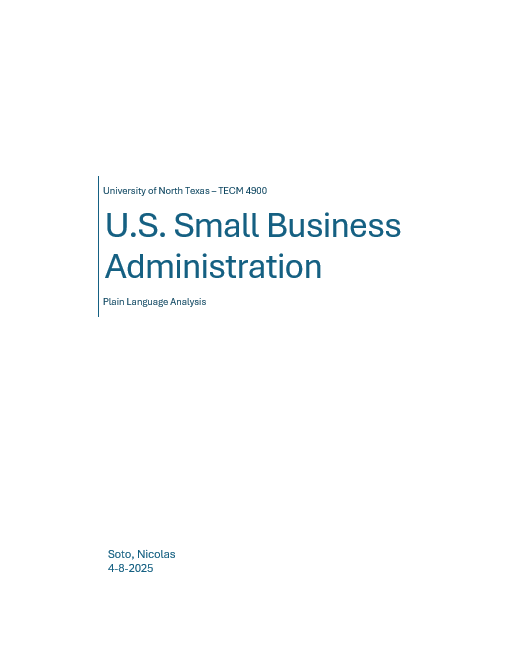 University of North Texas – TECM 4900
U.S. Small Business
Administration
Plain Language Analysis
Soto, Nicolas
4-8-2025